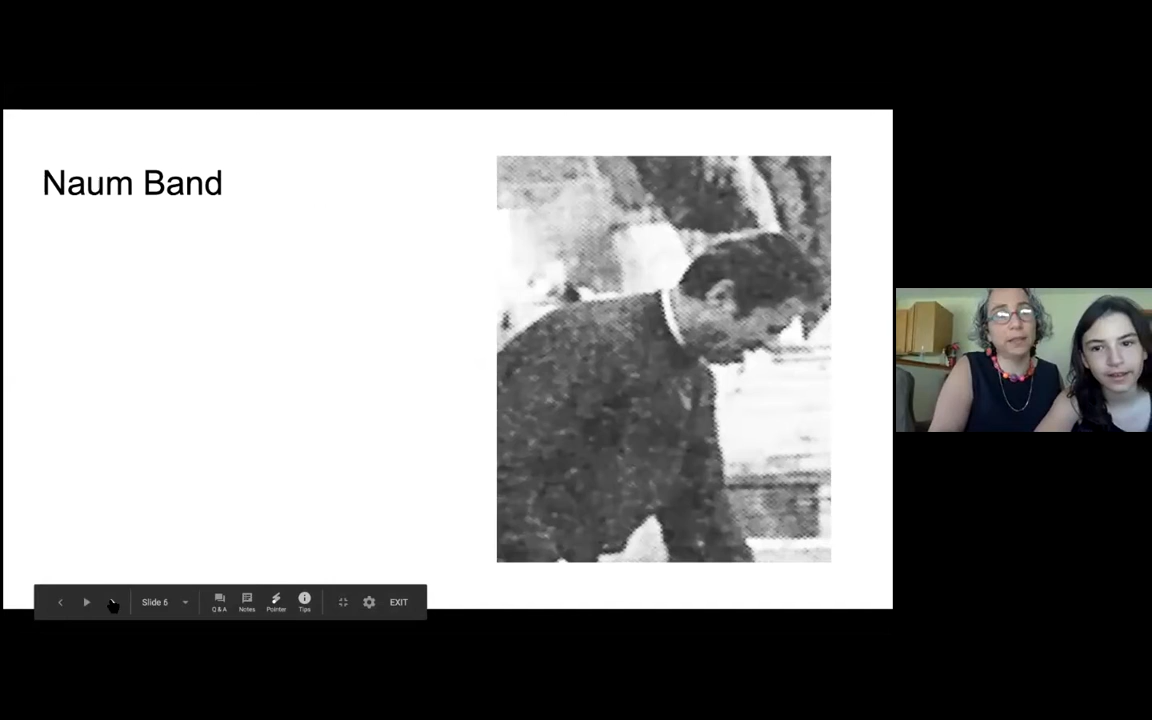 Naum Band
Slide 6
Q & A
Notes
Pointer
Tips
EXIT